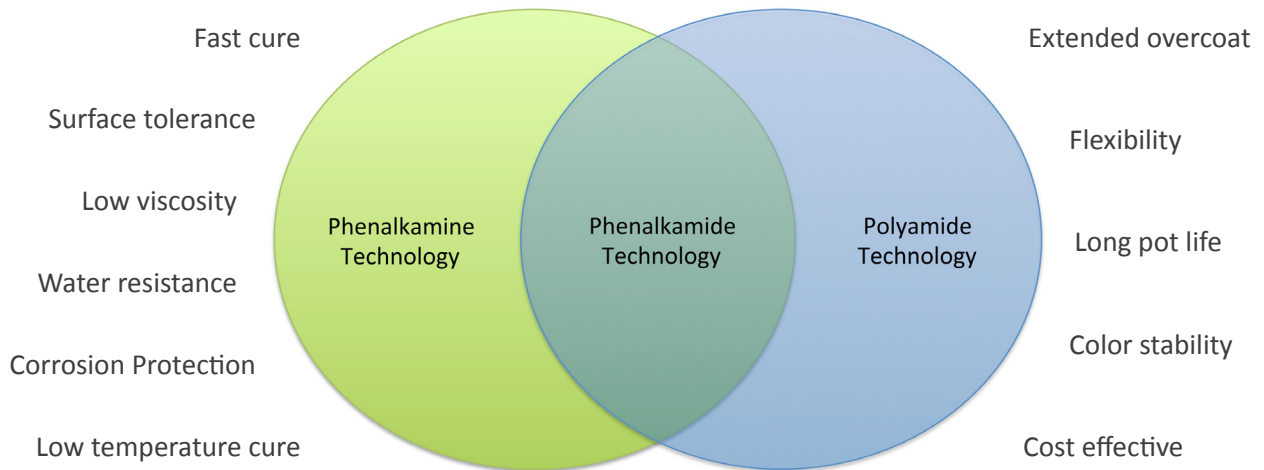 Fast cure
Surface tolerance
Low viscosity
Water resistance
Corrosion Protection
Low temperature cure
Phenalkamine
Technology
Phenalkamide
Technology
Polyamide
Technology
Extended overcoat
Flexibility
Long pot life
Color stability
Cost effective